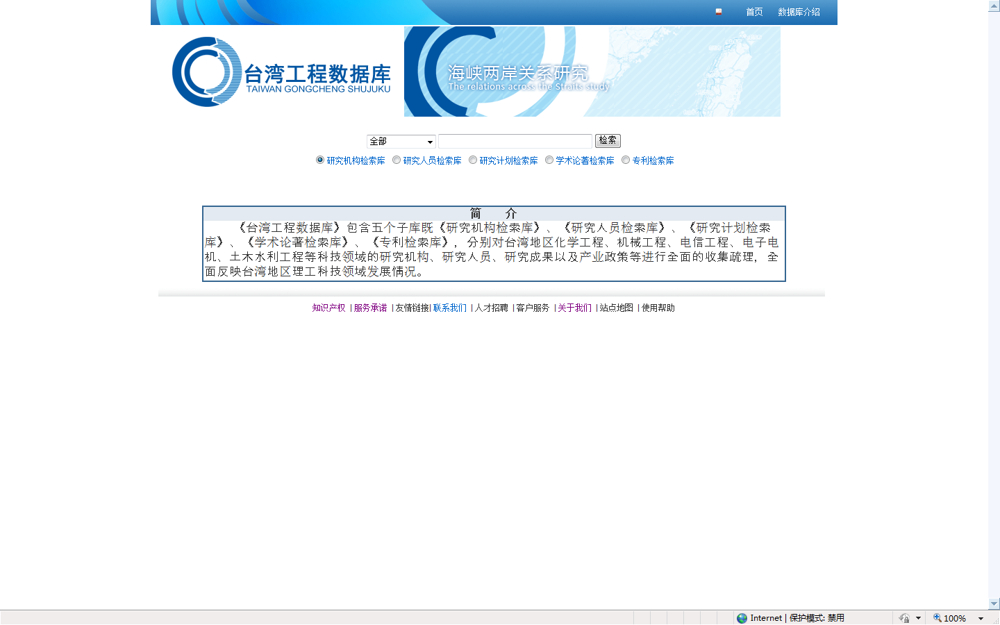 首页 数据库介绍
台湾工程数据库
TAIWAN GONGCHENG SHUJUKU
海峡两岸关系研究
The relations across the Straits study
全部 检索
研究机构检索库 研究人员检索库 研究计划检索库 学术论著检索库 专利检索库
简 介
《台湾工程数据库》包含五个子库既《研究机构检索库》、《研究人员检索库》、《研究计划检索
库》、《学术论著检索库》、《专利检索库》，分别对台湾地区化学工程、机械工程、电信工程、电子电
机、土木水利工程等科技领域的研究机构、研究人员、研究成果以及产业政策等进行全面的收集疏理，全
面反映台湾地区理工科技领域发展情况。
知识产权 |服务承诺 |友情链接|联系我们 |人才招聘 |客户服务 |关于我们 |站点地图 |使用帮助
Internet | 保护模式: 禁用 100%